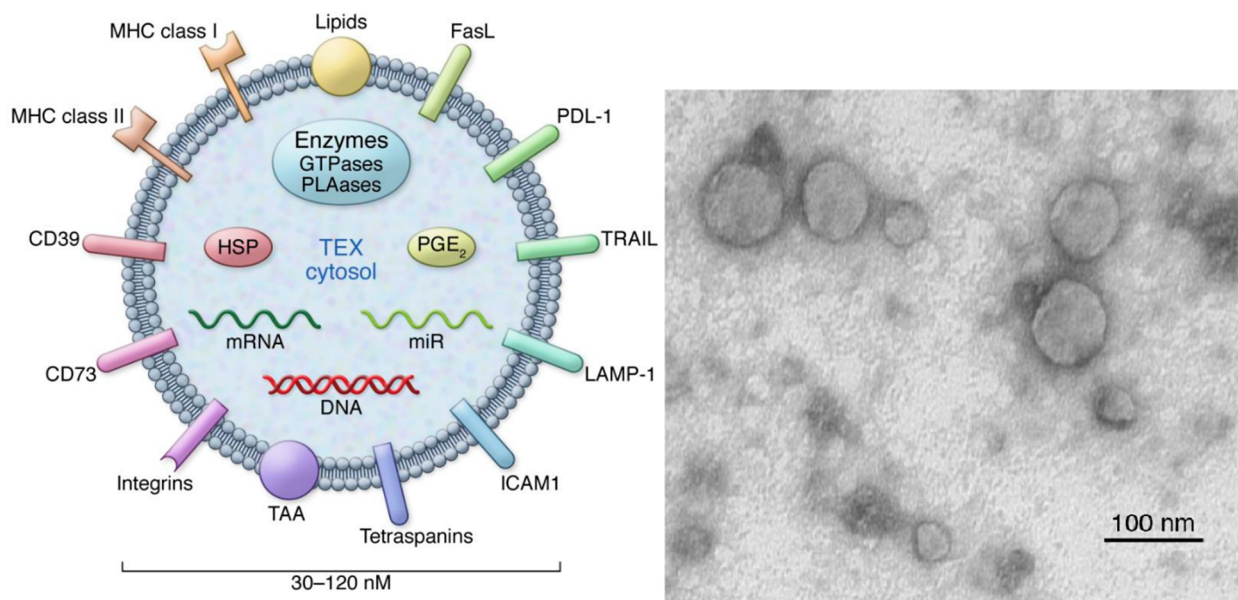 MHC class I
Lipids
FasL
MHC class II
PDL-1
Enzymes
GTPases
PLAases
CD39
HSP
TEX
cytosol
PGE2
TRAIL
mRNA
miR
CD73
LAMP-1
DNA
Integrins
TAA
ICAM1
Tetraspanins
30–120 nM
100 nm